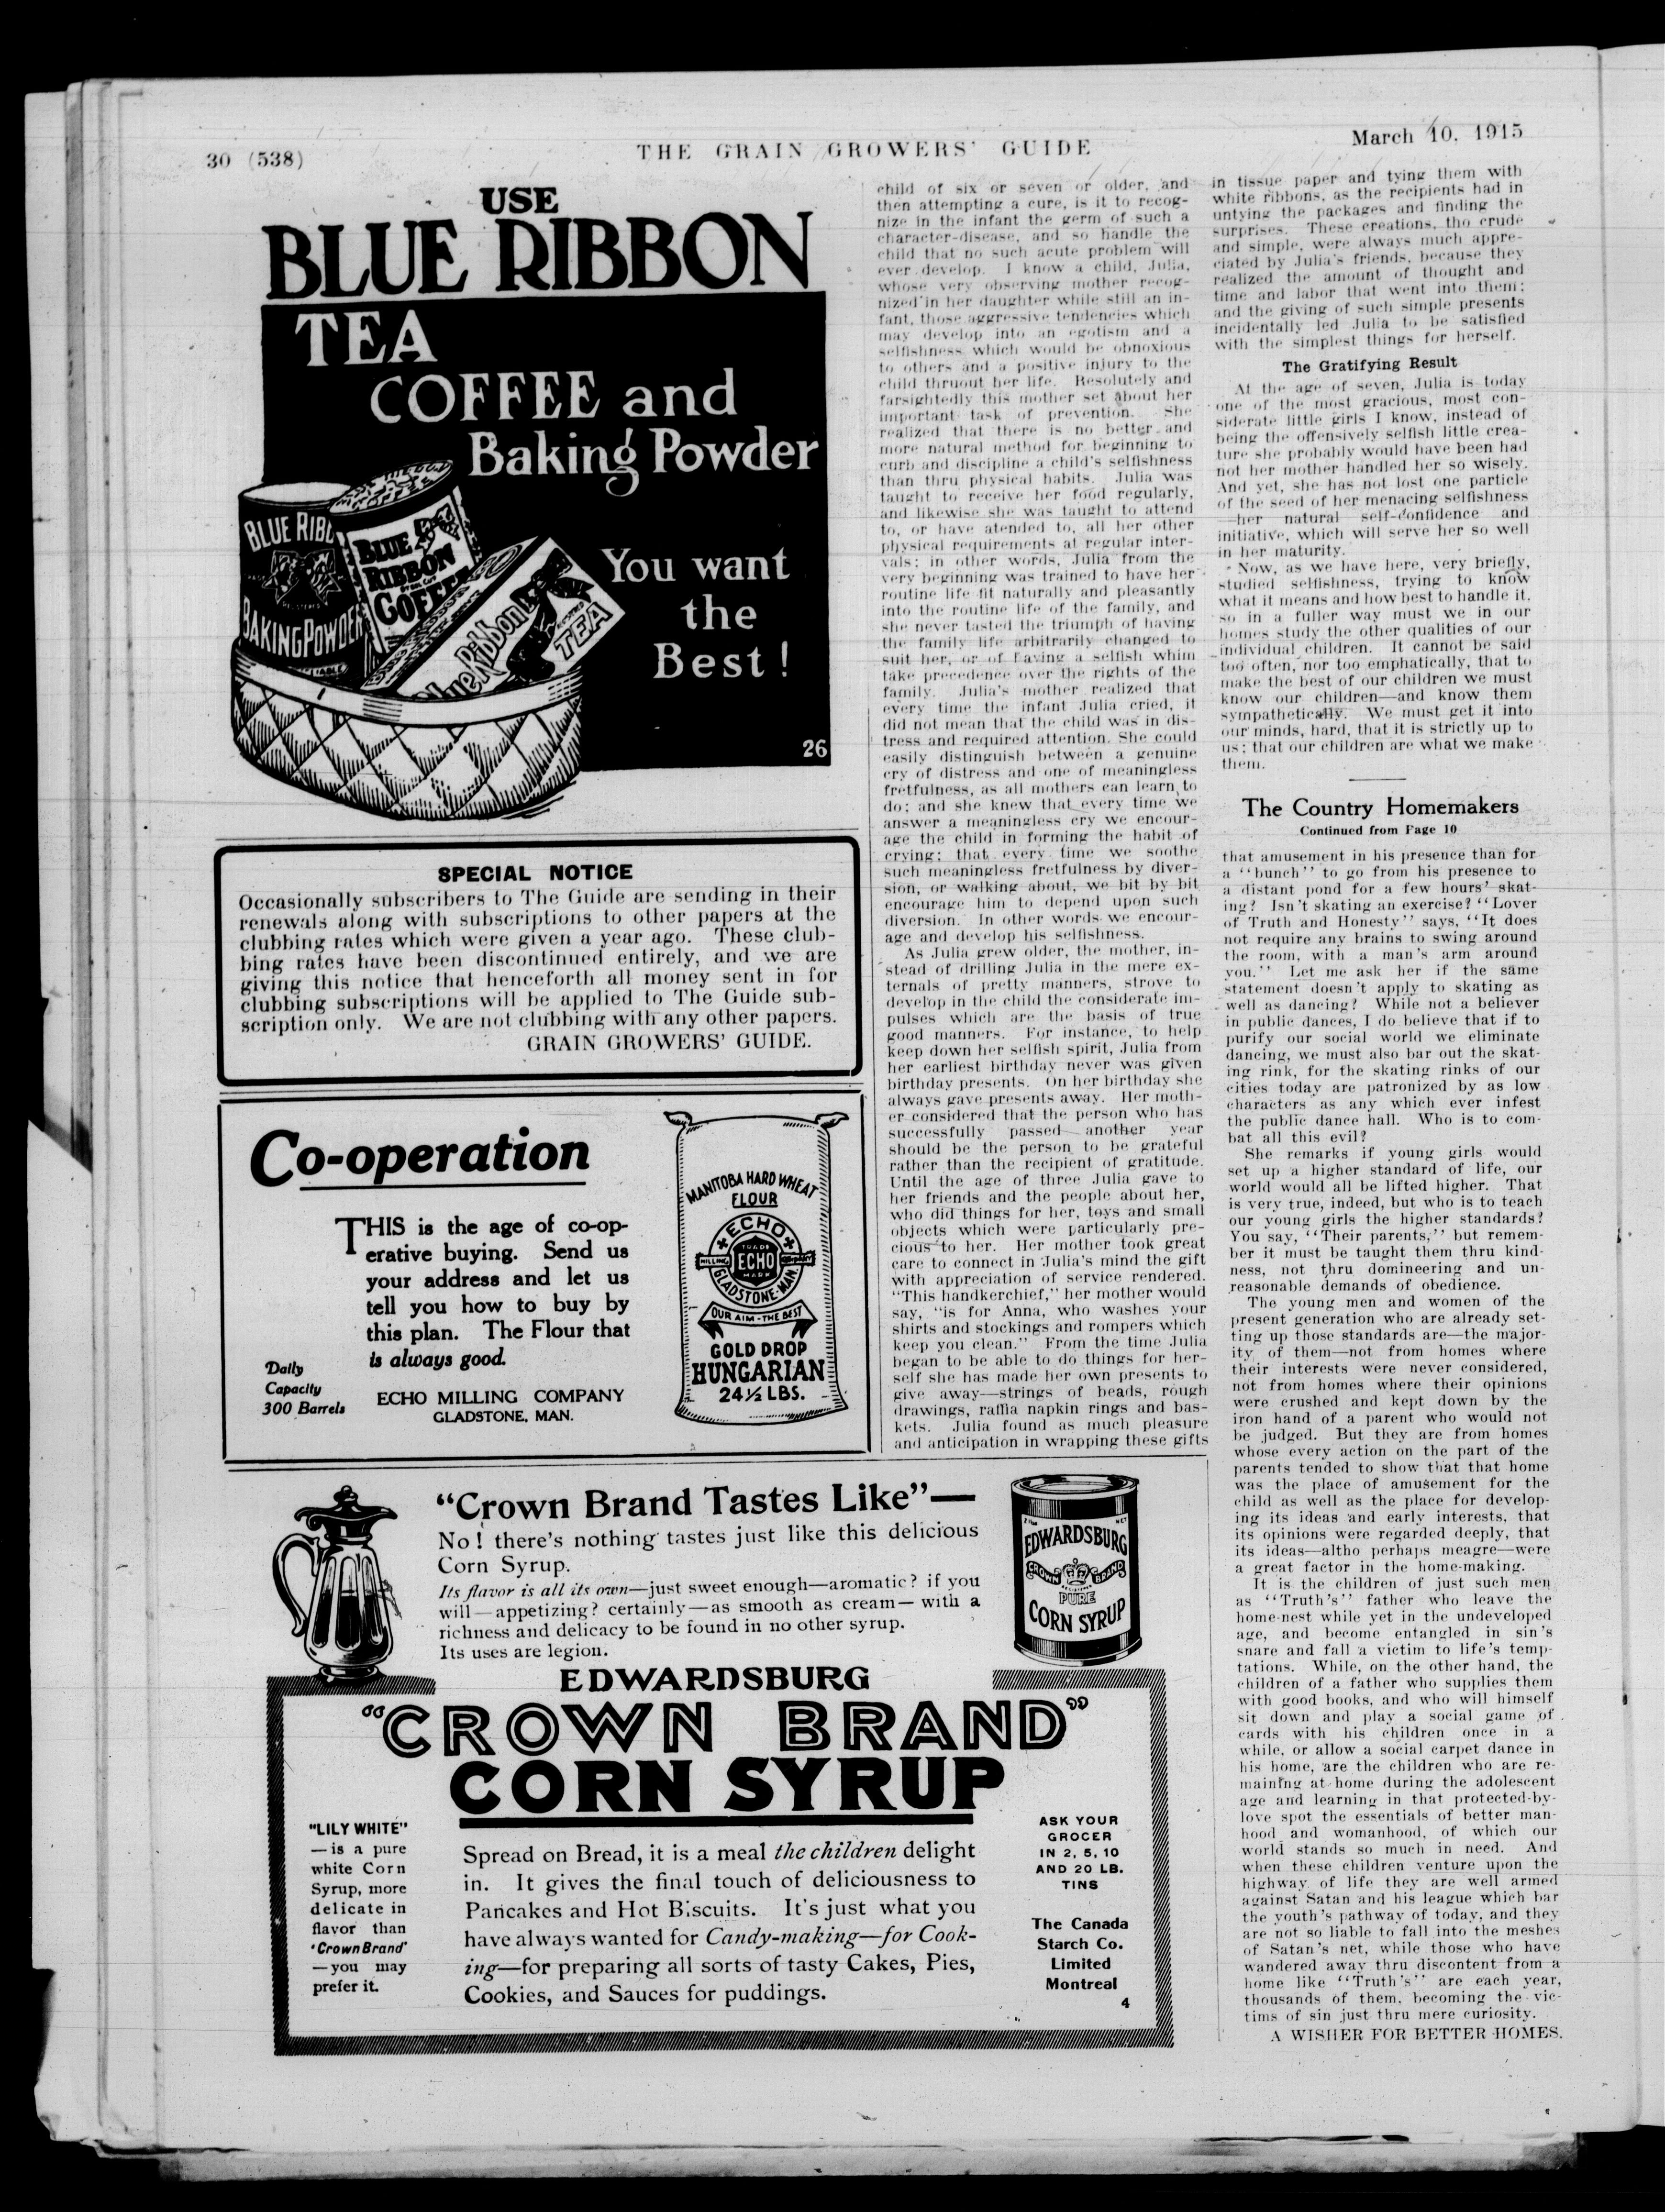 30 (538)
THE GRAIN GROWERS' GUIDE
March 10, 1915
USE
BLUE RIBBON
TEA
COFFEE and
Baking Powder
BLUE RIBB
BAKING POWDER
BLUE
RIBBON
COFFEE
Blue Ribbon
TEA
You want
the
Best!
26
SPECIAL NOTICE
Occasionally subscribers to The Guide are sending in their
renewals along with subscriptions to other papers at the
clubbing rates which were given a year ago. These club-
bing rates have been discontinued entirely, and we are
giving this notice that henceforth all money sent in for
clubbing subscriptions will be applied to The Guide sub-
scription only. We are not clubbing with any other papers.
GRAIN GROWERS' GUIDE.
Co-operation
THIS is the age of co-op-
erative buying. Send us
your address and let us
tell you how to buy by
this plan. The Flour that
is always good.
Daily
Capacity
300 Barrels
ECHO MILLING COMPANY
GLADSTONE, MAN.
MANITOBA HARD WHEAT
FLOUR
ECHO
MILLING
TRADE
ECHO
MARK
COMPANY
GLADSTONE-MAN.
OUR AIM-THE BEST
GOLD DROP
HUNGARIAN
24½ LBS.
child of six or seven or older, and
then attempting a cure, is it to recog-
nize in the infant the germ of such a
character-disease, and so handle the
child that no such acute problem will
ever develop. I know a child, Julia,
whose very observing mother recog-
nized in her daughter while still an in-
fant, those aggressive tendencies which
may develop into an egotism and a
selfishness which would be obnoxious
to others and a positive injury to the
child thruout her life. Resolutely and
farsightedly this mother set about her
important task of prevention. She
realized that there is no better and
more natural method for beginning to
curb and discipline a child's selfishness
than thru physical habits. Julia was
taught to receive her food regularly,
and likewise she was taught to attend
to, or have atended to, all her other
physical requirements at regular inter-
vals; in other words, Julia from the
very beginning was trained to have her
routine life fit naturally and pleasantly
into the routine life of the family, and
she never tasted the triumph of having
the family life arbitrarily changed to
suit her, or of having a selfish whim
take precedence over the rights of the
family. Julia's mother realized that
every time the infant Julia cried, it
did not mean that the child was in dis-
tress and required attention. She could
easily distinguish between a genuine
cry of distress and one of meaningless
fretfulness, as all mothers can learn to
do; and she knew that every time we
answer a meaningless cry we encour-
age the child in forming the habit of
crying; that every time we soothe
such meaningless fretfulness by diver-
sion, or walking about, we bit by bit
encourage him to depend upon such
diversion. In other words we encour-
age and develop his selfishness.
As Julia grew older, the mother, in-
stead of drilling Julia in the mere ex-
ternals of pretty manners, strove to
develop in the child the considerate im-
pulses which are the basis of true
good manners. For instance, to help
keep down her selfish spirit, Julia from
her earliest birthday never was given
birthday presents. On her birthday she
always gave presents away. Her moth-
er considered that the person who has
successfully passed another year
should be the person to be grateful
rather than the recipient of gratitude.
Until the age of three Julia gave to
her friends and the people about her,
who did things for her, toys and small
objects which were particularly pre-
cious to her. Her mother took great
care to connect in Julia's mind the gift
with appreciation of service rendered.
"This handkerchief," her mother would
say, "is for Anna, who washes your
shirts and stockings and rompers which
keep you clean." From the time Julia
began to be able to do things for her-
self she has made her own presents to
give away—strings of beads, rough
drawings, raffia napkin rings and bas-
kets. Julia found as much pleasure
and anticipation in wrapping these gifts
in tissue paper and tying them with
white ribbons, as the recipients had in
untying the packages and finding the
surprises. These creations, tho crude
and simple, were always much appre-
ciated by Julia's friends, because they
realized the amount of thought and
time and labor that went into them;
and the giving of such simple presents
incidentally led Julia to be satisfied
with the simplest things for herself.
The Gratifying Result
At the age of seven, Julia is today
one of the most gracious, most con-
siderate little girls I know, instead of
being the offensively selfish little crea-
ture she probably would have been had
not her mother handled her so wisely.
And yet, she has not lost one particle
of the seed of her menacing selfishness
—her natural self-confidence and
initiative, which will serve her so well
in her maturity.
Now, as we have here, very briefly,
studied selfishness, trying to know
what it means and how best to handle it,
so in a fuller way must we in our
homes study the other qualities of our
individual children. It cannot be said
too often, nor too emphatically, that to
make the best of our children we must
know our children—and know them
sympathetically. We must get it into
our minds, hard, that it is strictly up to
us; that our children are what we make
them.
The Country Homemakers
Continued from Page 10
that amusement in his presence than for
a "bunch" to go from his presence to
a distant pond for a few hours' skat-
ing? Isn't skating an exercise? "Lover
of Truth and Honesty" says, "It does
not require any brains to swing around
the room, with a man's arm around
you." Let me ask her if the same
statement doesn't apply to skating as
well as dancing? While not a believer
in public dances, I do believe that if to
purify our social world we eliminate
dancing, we must also bar out the skat-
ing rink, for the skating rinks of our
cities today are patronized by as low
characters as any which ever infest
the public dance hall. Who is to com-
bat all this evil?
She remarks if young girls would
set up a higher standard of life, our
world would all be lifted higher. That
is very true, indeed, but who is to teach
our young girls the higher standards?
You say, "Their parents," but remem-
ber it must be taught them thru kind-
ness, not thru domineering and un-
reasonable demands of obedience.
The young men and women of the
present generation who are already set-
ting up those standards are—the major-
ity of them—not from homes where
their interests were never considered,
not from homes where their opinions
were crushed and kept down by the
iron hand of a parent who would not
be judged. But they are from homes
whose every action on the part of the
parents tended to show that that home
was the place of amusement for the
child as well as the place for develop-
ing its ideas and early interests, that
its opinions were regarded deeply, that
its ideas—altho perhaps meagre—were
a great factor in the home-making.
It is the children of just such men
as "Truth's" father who leave the
home-nest while yet in the undeveloped
age, and become entangled in sin's
snare and fall a victim to life's temp-
tations. While, on the other hand, the
children of a father who supplies them
with good books, and who will himself
sit down and play a social game of
cards with his children once in a
while, or allow a social carpet dance in
his home, are the children who are re-
maining at home during the adolescent
age and learning in that protected-by-
love spot the essentials of better man-
hood and womanhood, of which our
world stands so much in need. And
when these children venture upon the
highway of life they are well armed
against Satan and his league which bar
the youth's pathway of today, and they
are not so liable to fall into the meshes
of Satan's net, while those who have
wandered away thru discontent from a
home like "Truth's" are each year,
thousands of them, becoming the vic-
tims of sin just thru mere curiosity.
A WISHER FOR BETTER HOMES.
"Crown Brand Tastes Like"—
No! there's nothing tastes just like this delicious
Corn Syrup.
Its flavor is all its own—just sweet enough—aromatic? if you
will—appetizing? certainly—as smooth as cream—with a
richness and delicacy to be found in no other syrup.
Its uses are legion.
EDWARDSBURG
CROWN BRAND
PURE
CORN SYRUP
EDWARDSBURG
"CROWN BRAND"
CORN SYRUP
"LILY WHITE"
—is a pure
white Corn
Syrup, more
delicate in
flavor than
'Crown Brand'
—you may
prefer it.
Spread on Bread, it is a meal the children delight
in. It gives the final touch of deliciousness to
Pancakes and Hot Biscuits. It's just what you
have always wanted for Candy-making—for Cook-
ing—for preparing all sorts of tasty Cakes, Pies,
Cookies, and Sauces for puddings.
ASK YOUR
GROCER
IN 2, 5, 10
AND 20 LB.
TINS
The Canada
Starch Co.
Limited
Montreal
4